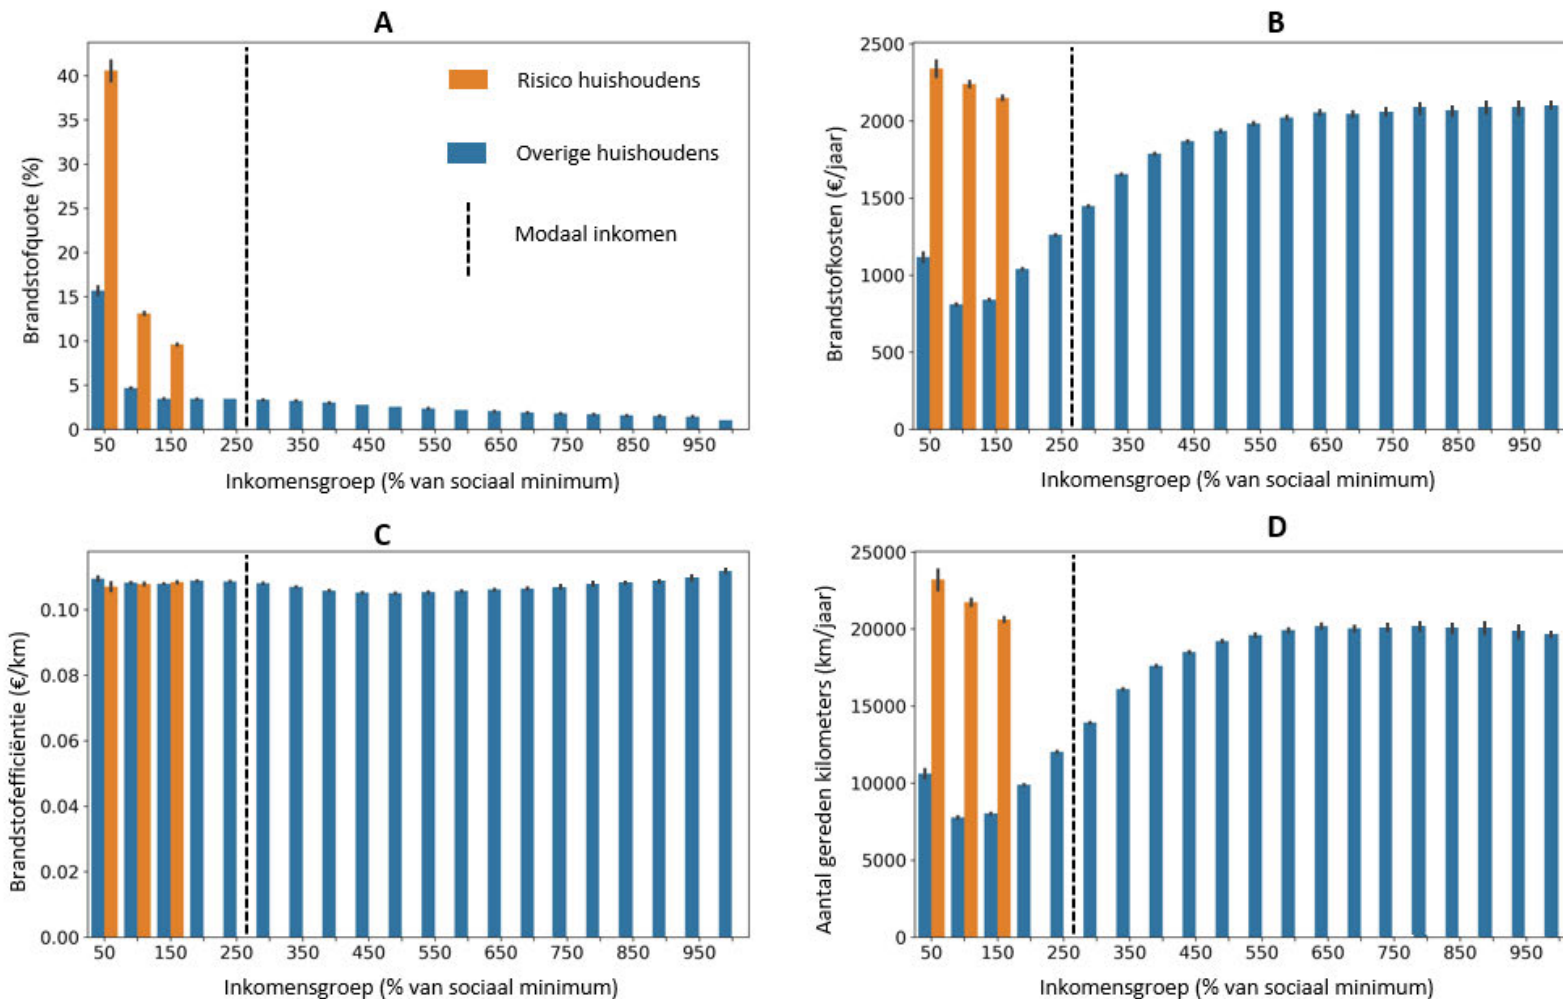 A
Brandstofquote (%)
40
35
30
25
20
15
10
5
0
Risico huishoudens
Overige huishoudens
Modaal inkomen
50 150 250 350 450 550 650 750 850 950
Inkomensgroep (% van sociaal minimum)
B
Brandstofkosten (€/jaar)
2500
2000
1500
1000
500
0
50 150 250 350 450 550 650 750 850 950
Inkomensgroep (% van sociaal minimum)
C
Brandstofefficiëntie (€/km)
0.10
0.08
0.06
0.04
0.02
0.00
50 150 250 350 450 550 650 750 850 950
Inkomensgroep (% van sociaal minimum)
D
Aantal gereden kilometers (km/jaar)
25000
20000
15000
10000
5000
0
50 150 250 350 450 550 650 750 850 950
Inkomensgroep (% van sociaal minimum)